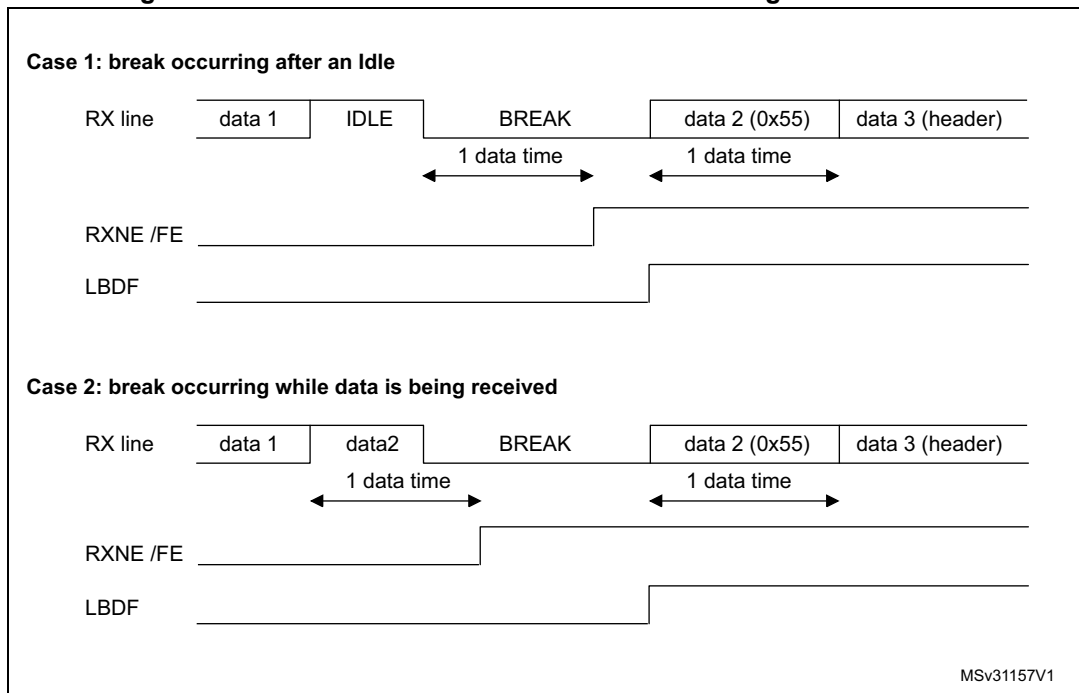 Case 1: break occurring after an Idle
RX line data 1 IDLE BREAK data 2 (0x55) data 3 (header)
1 data time 1 data time
RXNE /FE
LBDF
Case 2: break occurring while data is being received
RX line data 1 data2 BREAK data 2 (0x55) data 3 (header)
1 data time 1 data time
RXNE /FE
LBDF
MSv31157V1